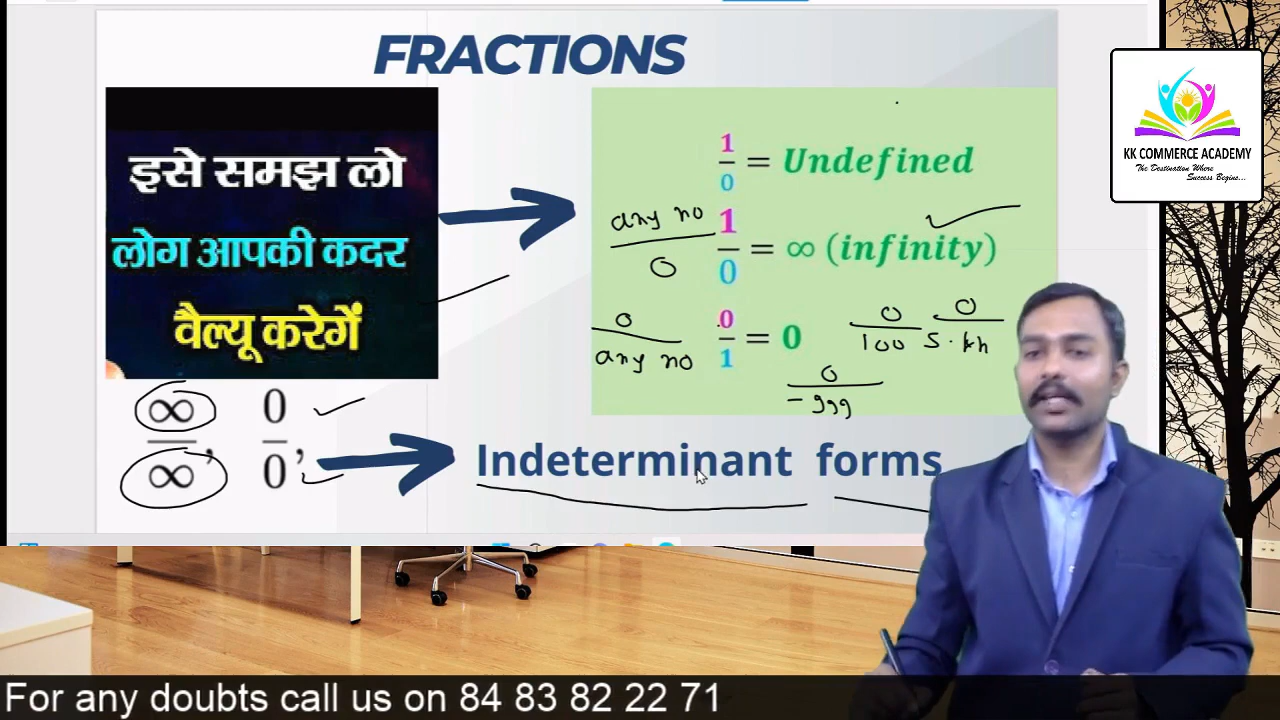 FRACTIONS
इसे समझ लो
लोग आपकी कदर
वैल्यू करेगें
1/0 = Undefined
any no/0
1/0 = ∞ (infinity)
0/any no
0/1 = 0
0/100
0/5.kh
0/-999
∞/∞, 0/0,
Indeterminant forms
KK COMMERCE ACADEMY
The Destination Where
Success Begins...
For any doubts call us on 84 83 82 22 71